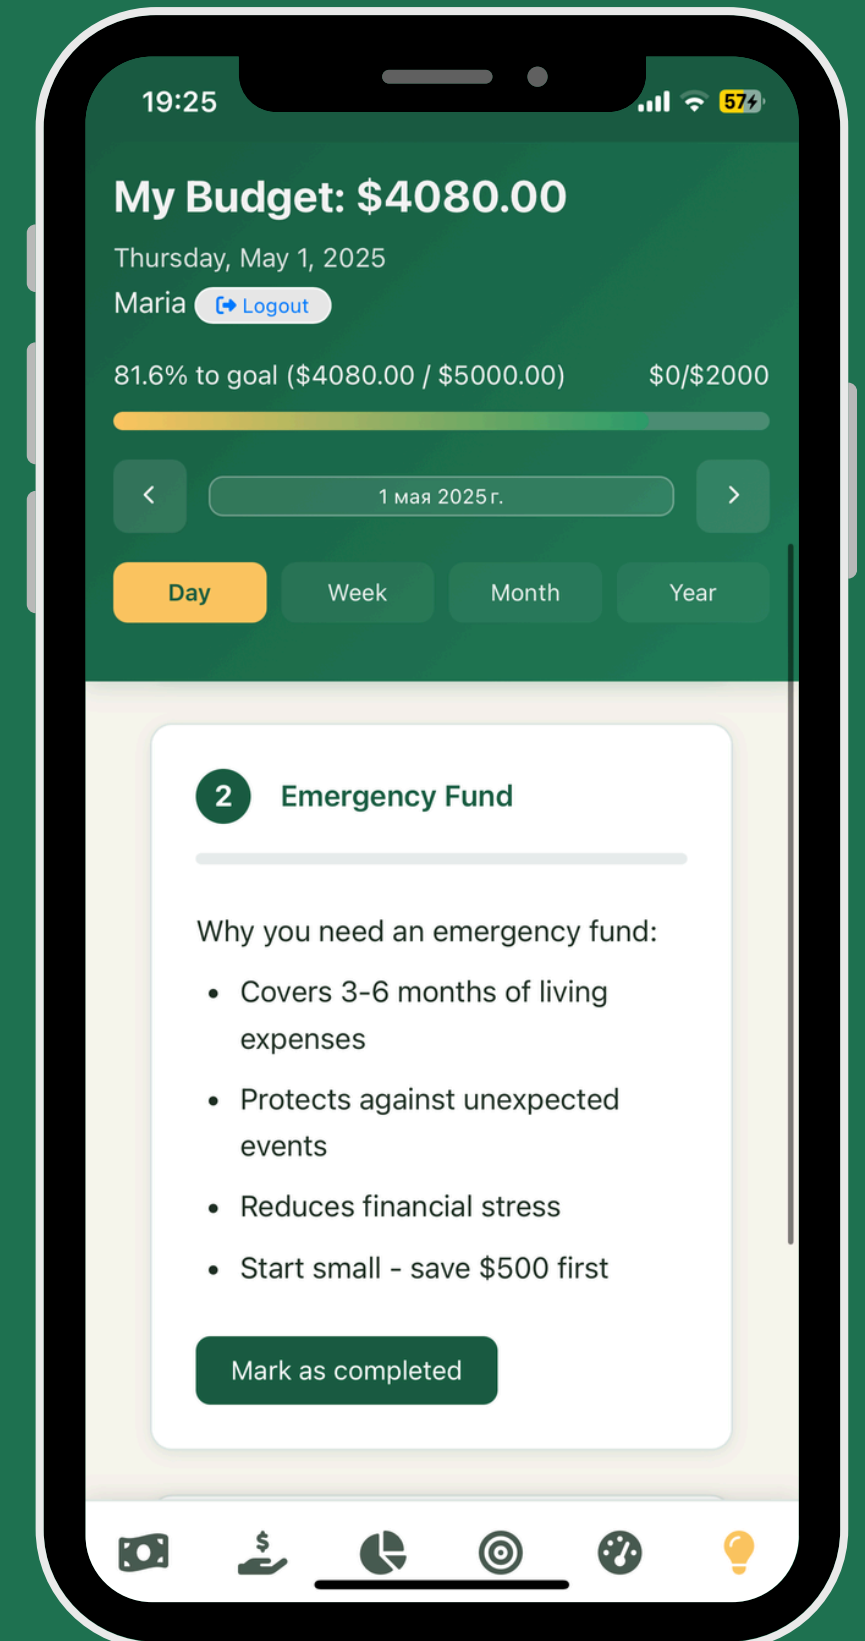 19:25
57
My Budget: $4080.00
Thursday, May 1, 2025
Maria Logout
81.6% to goal ($4080.00 / $5000.00) $0/$2000
1 мая 2025 г.
Day Week Month Year
2 Emergency Fund
Why you need an emergency fund:
• Covers 3-6 months of living
expenses
• Protects against unexpected
events
• Reduces financial stress
• Start small - save $500 first
Mark as completed
$